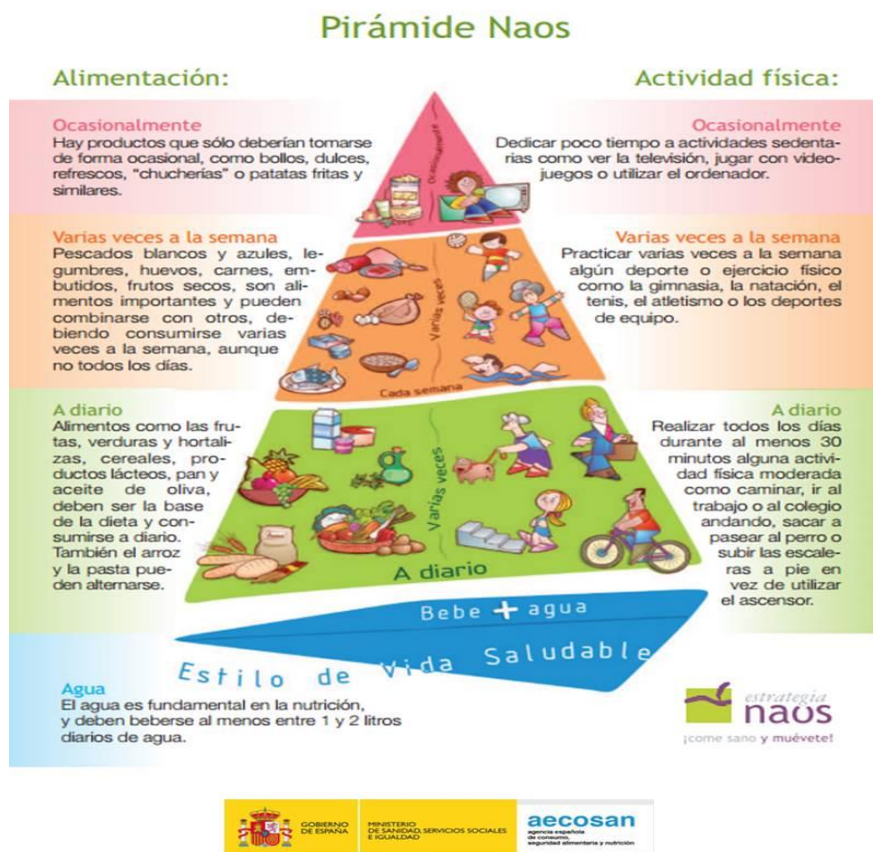 Pirámide Naos
Alimentación:
Ocasionalmente
Hay productos que sólo deberían tomarse
de forma ocasional, como bollos, dulces,
refrescos, “chucherías” o patatas fritas y
similares.
Varias veces a la semana
Pescados blancos y azules, le-
gumbres, huevos, carnes, em-
butidos, frutos secos, son ali-
mentos importantes y pueden
combinarse con otros, de-
biendo consumirse varias
veces a la semana, aunque
no todos los días.
A diario
Alimentos como las fru-
tas, verduras y hortali-
zas, cereales, pro-
ductos lácteos, pan y
aceite de oliva,
deben ser la base
de la dieta y con-
sumirse a diario.
También el arroz
y la pasta pue-
den alternarse.
Agua
El agua es fundamental en la nutrición,
y deben beberse al menos entre 1 y 2 litros
diarios de agua.
Ocasionalmente
Varias veces
Cada semana
Varias veces
A diario
Bebe + agua
Estilo de Vida Saludable
Actividad física:
Ocasionalmente
Dedicar poco tiempo a actividades sedenta-
rias como ver la televisión, jugar con video-
juegos o utilizar el ordenador.
Varias veces a la semana
Practicar varias veces a la semana
algún deporte o ejercicio físico
como la gimnasia, la natación, el
tenis, el atletismo o los deportes
de equipo.
A diario
Realizar todos los días
durante al menos 30
minutos alguna activi-
dad física moderada
como caminar, ir al
trabajo o al colegio
andando, sacar a
pasear al perro o
subir las escale-
ras a pie en
vez de utilizar
el ascensor.
estrategia
naos
¡come sano y muévete!
GOBIERNO
DE ESPAÑA
MINISTERIO
DE SANIDAD, SERVICIOS SOCIALES
E IGUALDAD
aecosan
agencia española
de consumo,
seguridad alimentaria y nutrición